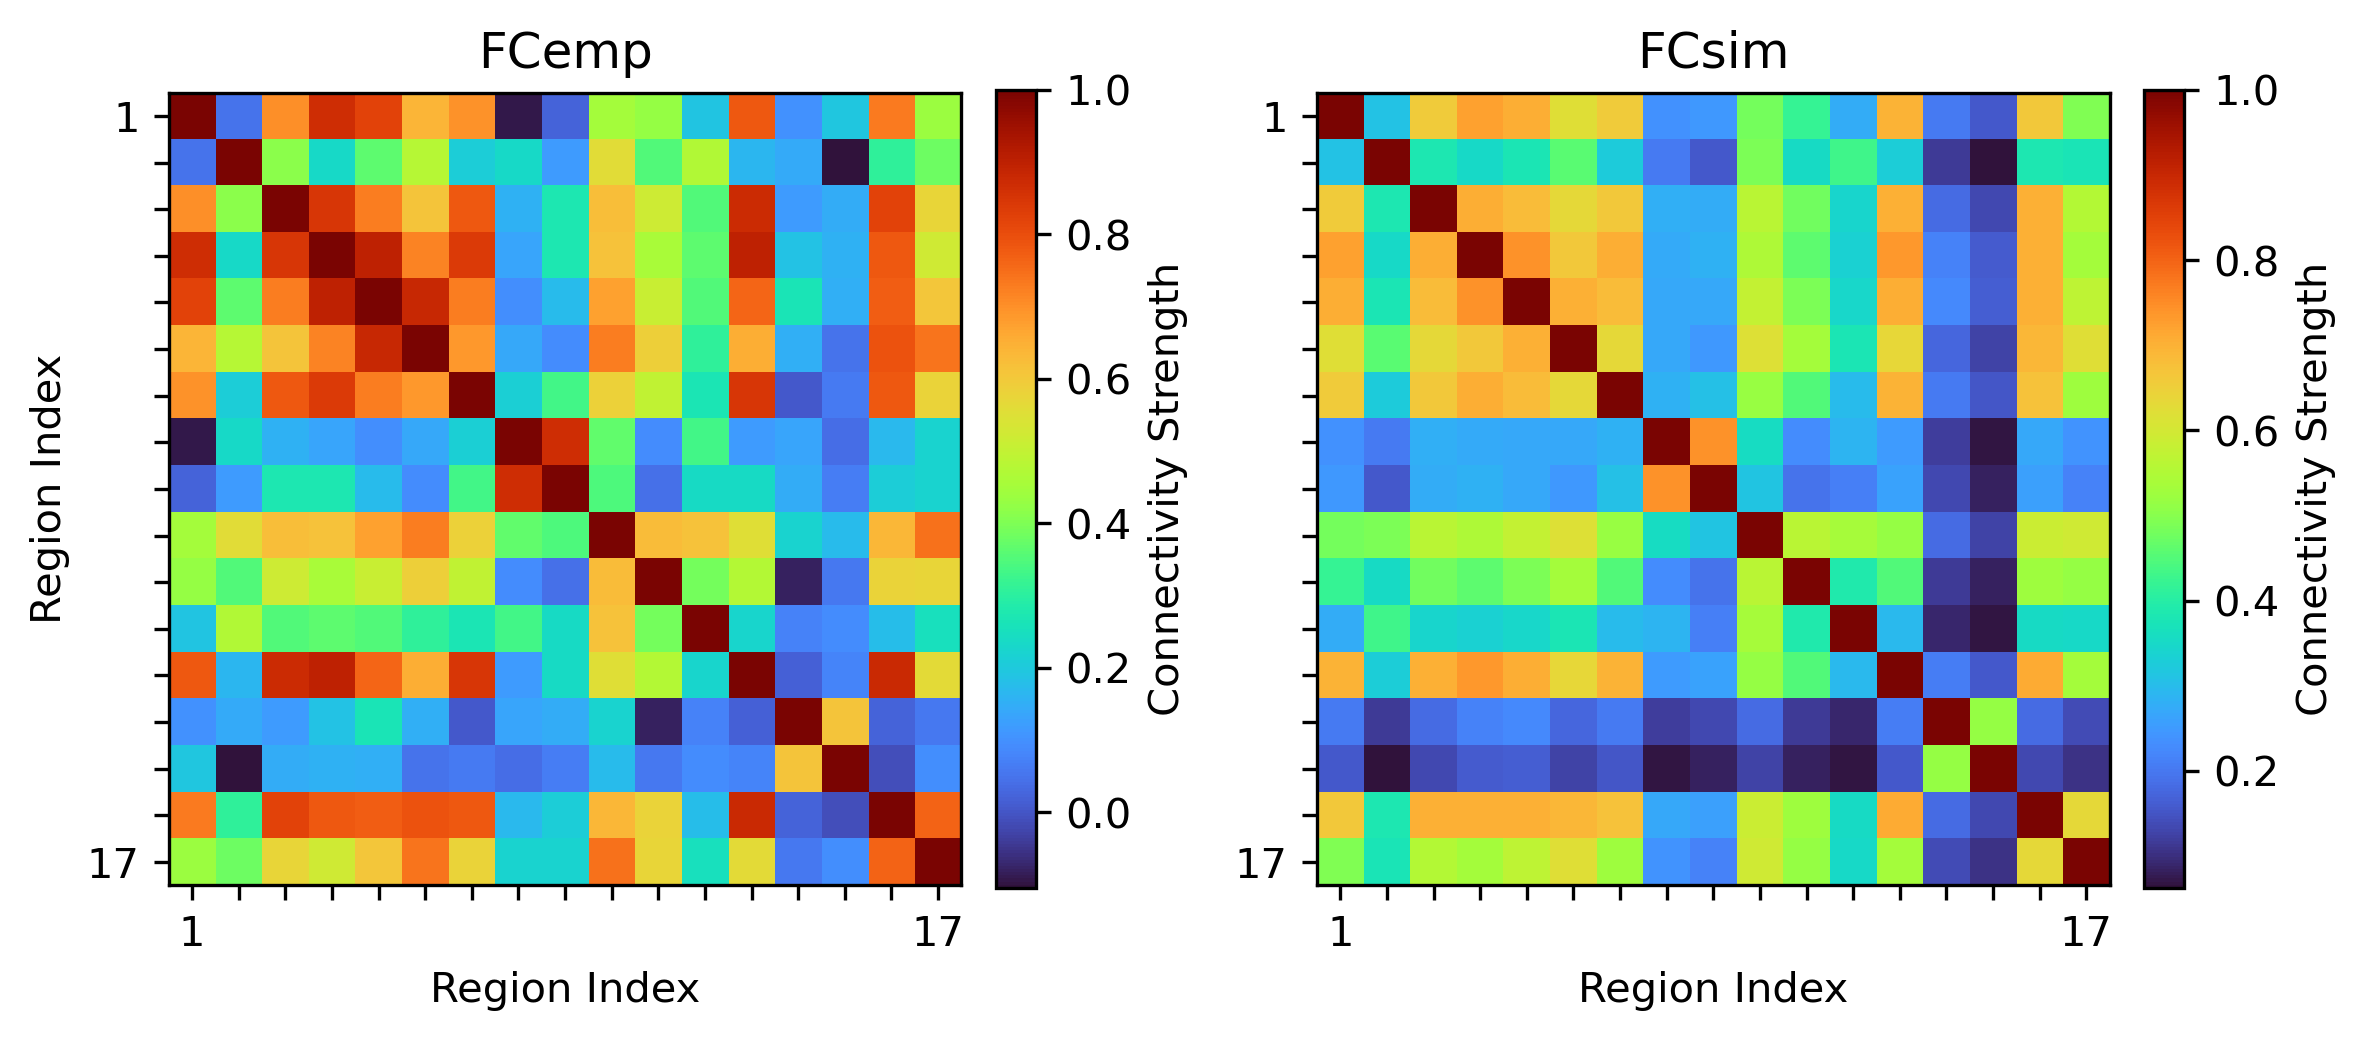 FCemp
FCsim
1
17
1
17
Region Index
Region Index
1.0
0.8
0.6
0.4
0.2
0.0
Connectivity Strength
1
17
1
17
Region Index
Region Index
1.0
0.8
0.6
0.4
0.2
Connectivity Strength